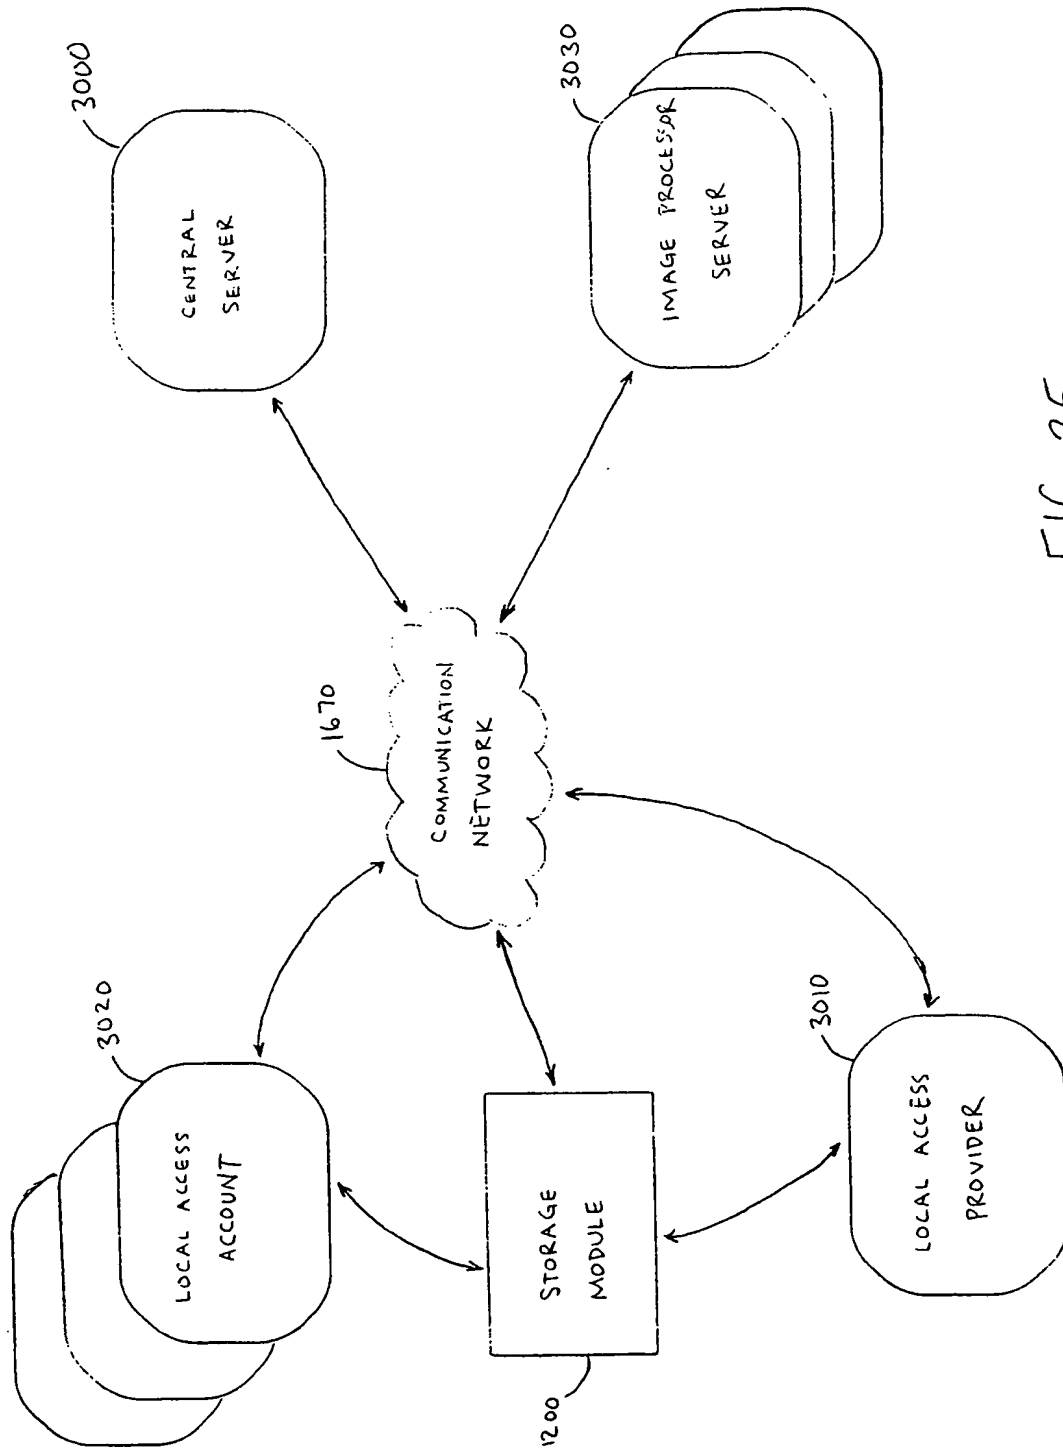 3020
LOCAL ACCESS
ACCOUNT
3000
CENTRAL
SERVER
1670
COMMUNICATION
NETWORK
1200
STORAGE
MODULE
3030
IMAGE PROCESSOR
SERVER
3010
LOCAL ACCESS
PROVIDER
FIG.